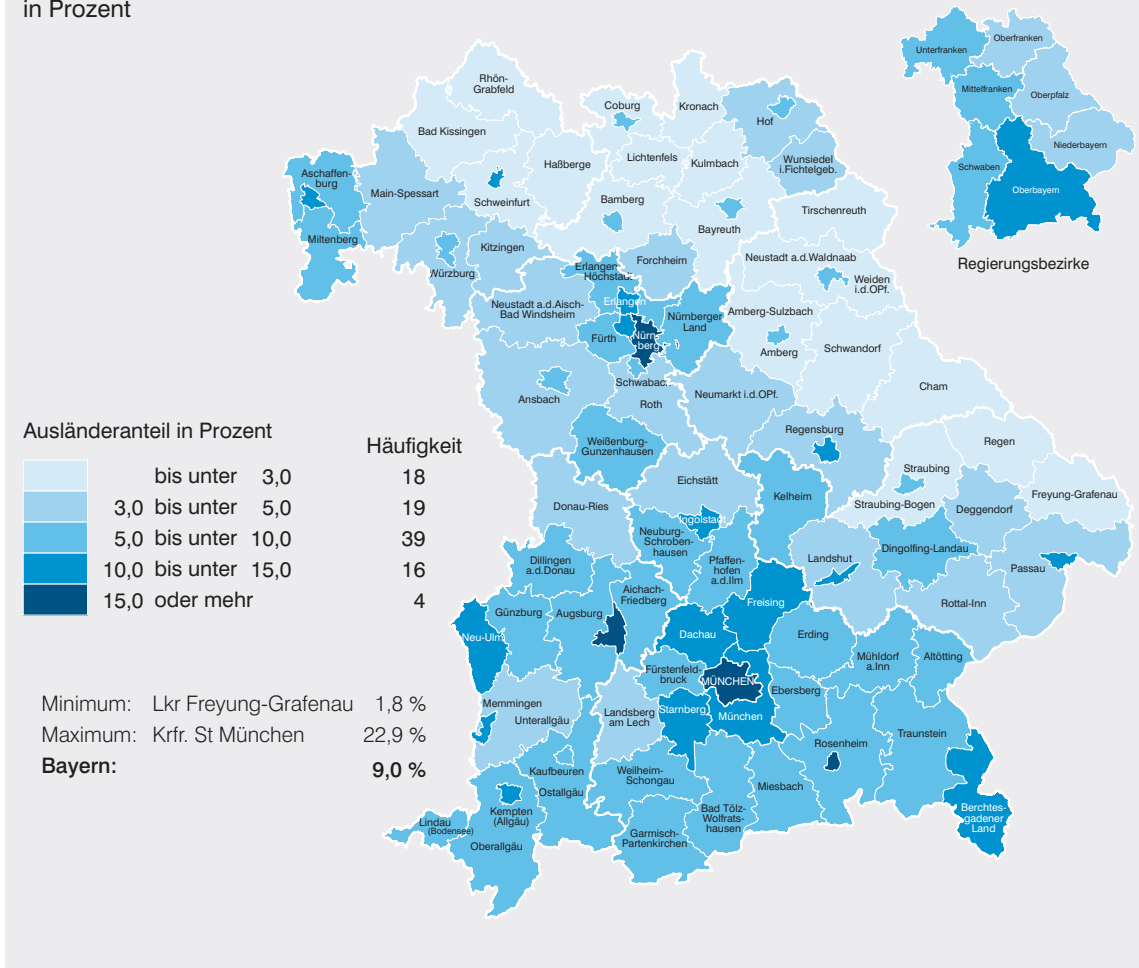 in Prozent
Unterfranken
Oberfranken
Mittelfranken
Oberpfalz
Niederbayern
Schwaben
Oberbayern
Regierungsbezirke
Rhön-
Grabfeld
Coburg
Kronach
Hof
Bad Kissingen
Lichtenfels
Kulmbach
Wunsiedel
i.Fichtelgeb.
Haßberge
Aschaffen-
burg
Main-Spessart
Schweinfurt
Bamberg
Bayreuth
Tirschenreuth
Miltenberg
Würzburg
Kitzingen
Forchheim
Neustadt a.d.Waldnaab
Erlangen-
Höchstadt
Weiden
i.d.OPf.
Neustadt a.d.Aisch-
Bad Windsheim
Erlangen
Nürnberger
Land
Amberg-Sulzbach
Fürth
Nürn-
berg
Amberg
Schwandorf
Ansbach
Schwabach
Roth
Neumarkt i.d.OPf.
Cham
Weißenburg-
Gunzenhausen
Regensburg
Regen
Straubing
Eichstätt
Kelheim
Freyung-Grafenau
Straubing-Bogen
Deggendorf
Donau-Ries
Ingolstadt
Neuburg-
Schroben-
hausen
Landshut
Dingolfing-Landau
Pfaffen-
hofen
a.d.Ilm
Passau
Dillingen
a.d.Donau
Aichach-
Friedberg
Freising
Rottal-Inn
Günzburg
Augsburg
Neu-Ulm
Dachau
Erding
Mühldorf
a.Inn
Altötting
Fürstenfeld-
bruck
MÜNCHEN
Ebersberg
Memmingen
Unterallgäu
Landsberg
am Lech
Starnberg
München
Rosenheim
Traunstein
Kaufbeuren
Ostallgäu
Weilheim-
Schongau
Miesbach
Bad Tölz-
Wolfrats-
hausen
Berchtes-
gadener
Land
Kempten
(Allgäu)
Lindau
(Bodensee)
Oberallgäu
Garmisch-
Partenkirchen
Ausländeranteil in Prozent
Häufigkeit
bis unter 3,0 18
3,0 bis unter 5,0 19
5,0 bis unter 10,0 39
10,0 bis unter 15,0 16
15,0 oder mehr 4
Minimum: Lkr Freyung-Grafenau 1,8 %
Maximum: Krfr. St München 22,9 %
Bayern: 9,0 %